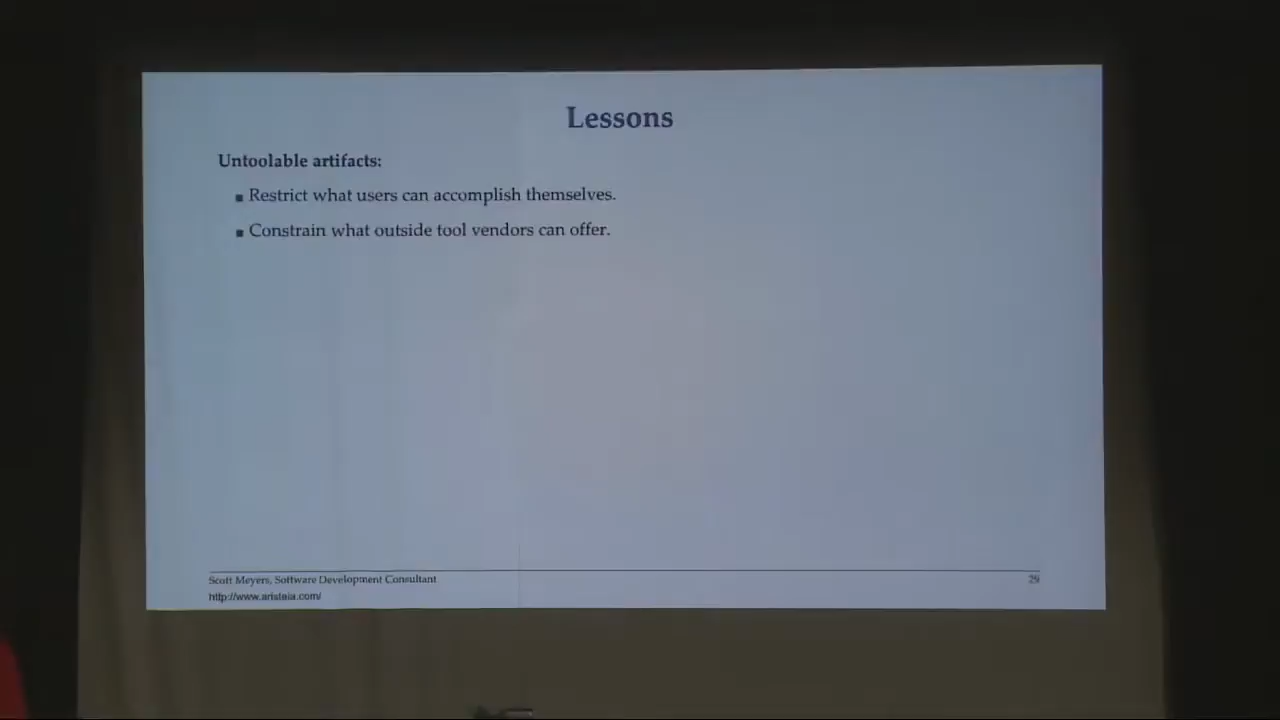 Lessons
Untoolable artifacts:
■ Restrict what users can accomplish themselves.
■ Constrain what outside tool vendors can offer.
Scott Meyers, Software Development Consultant
http://www.aristeia.com/
29